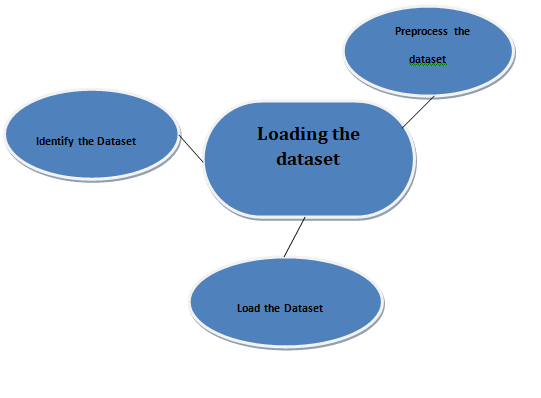 Preprocess the
dataset
Identify the Dataset
Loading the
dataset
Load the Dataset